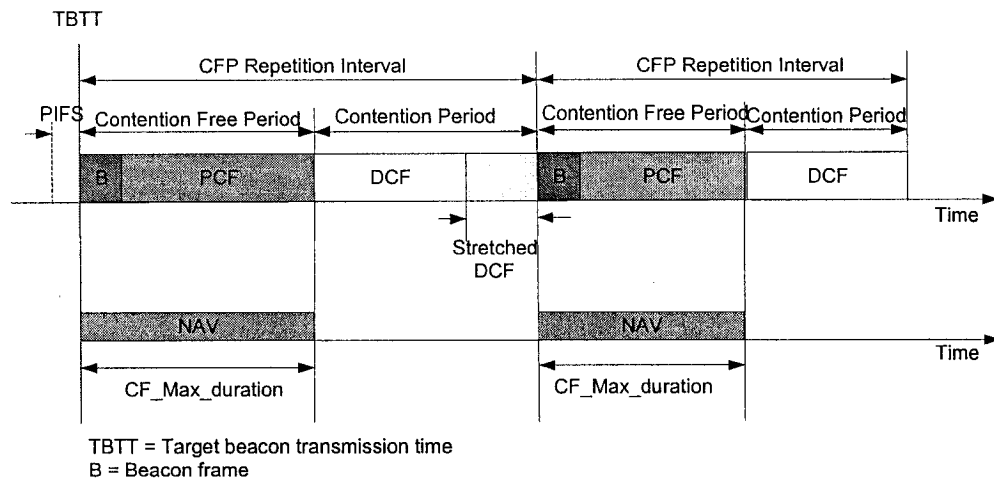 TBTT
CFP Repetition Interval
CFP Repetition Interval
PIFS
Contention Free Period
Contention Period
Contention Free Period
Contention Period
B
PCF
DCF
B
PCF
DCF
Time
Stretched
DCF
NAV
NAV
Time
CF_Max_duration
CF_Max_duration
TBTT = Target beacon transmission time
B = Beacon frame